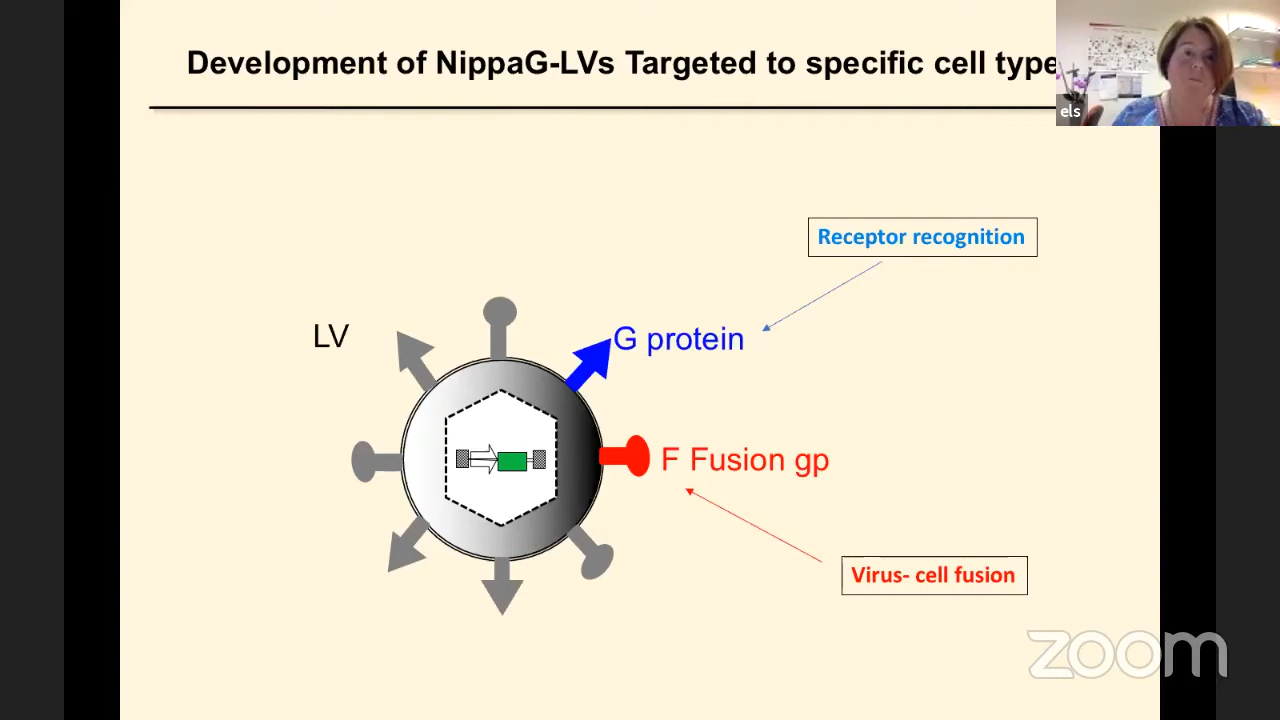 Development of NippaG-LVs Targeted to specific cell type
els
Receptor recognition
LV
G protein
F Fusion gp
Virus- cell fusion
zoom